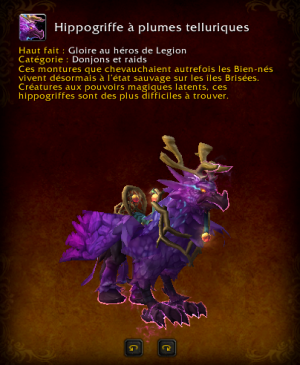 Hippogriffe à plumes telluriques
Haut fait : Gloire au héros de Legion
Catégorie : Donjons et raids
Ces montures que chevauchaient autrefois les Bien-nés
vivent désormais à l'état sauvage sur les îles Brisées.
Créatures aux pouvoirs magiques latents, ces
hippogriffes sont des plus difficiles à trouver.